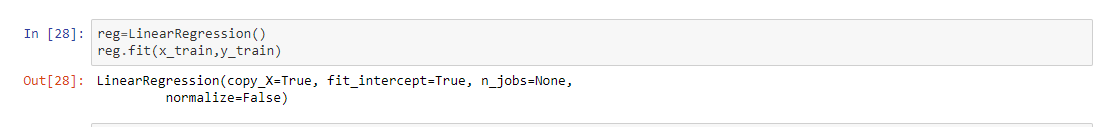 In [28]: reg=LinearRegression()
reg.fit(x_train,y_train)
Out[28]: LinearRegression(copy_X=True, fit_intercept=True, n_jobs=None,
normalize=False)